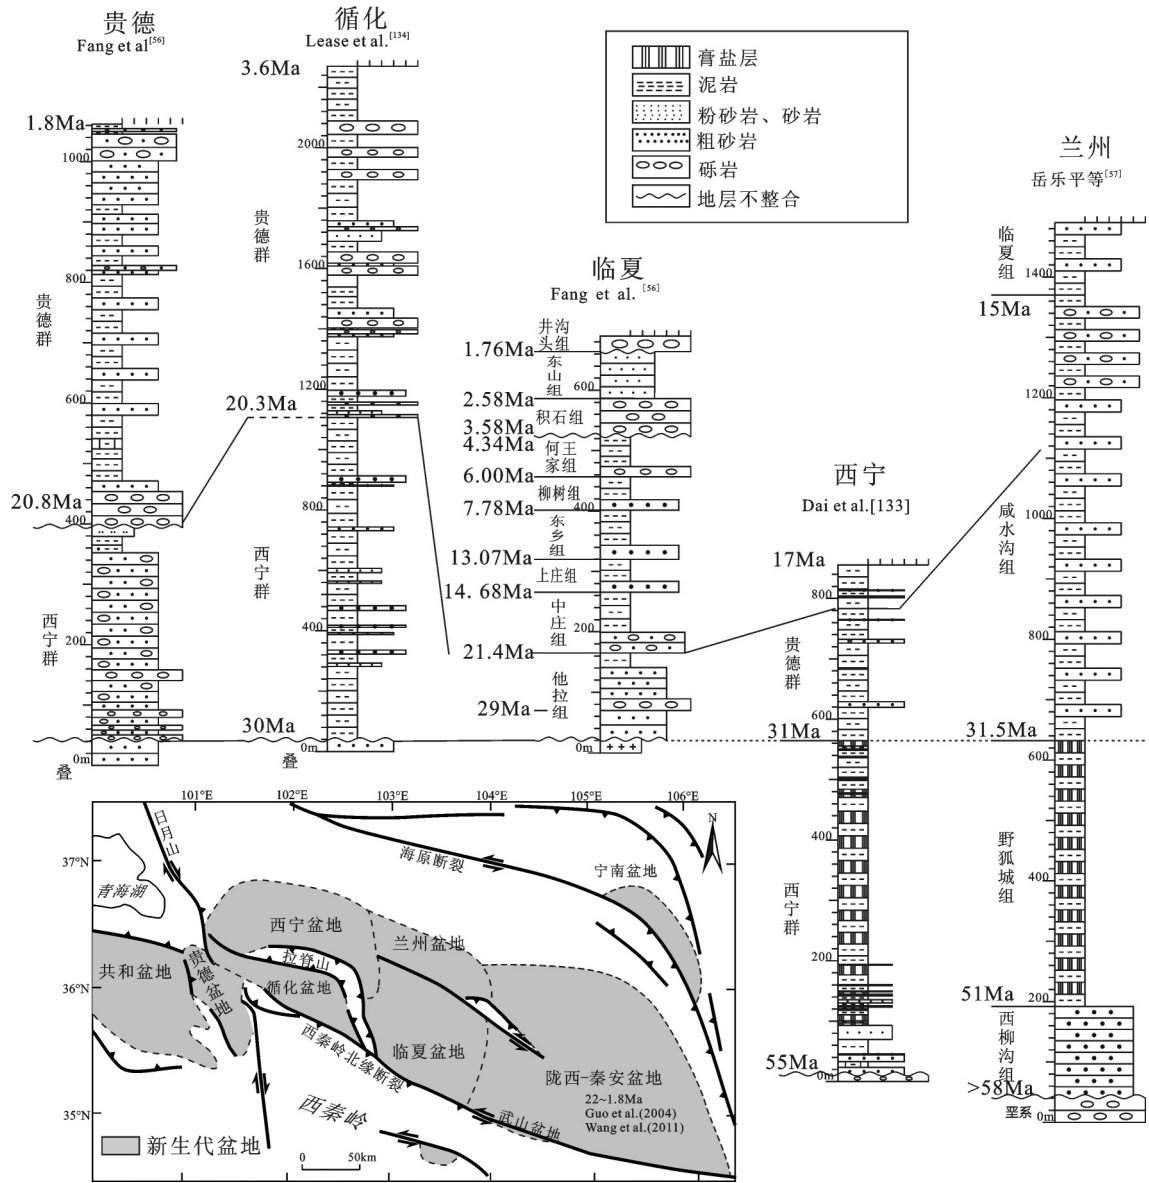 贵德
Fang et al[56]
1.8Ma
1000
800
600
400
200
0m
贵德群
20.8Ma
西宁群
叠
循化
Lease et al.[134]
3.6Ma
2000
1600
1200
800
400
0m
贵德群
20.3Ma
西宁群
30Ma
叠
膏盐层
泥岩
粉砂岩、砂岩
粗砂岩
砾岩
地层不整合
临夏
Fang et al.[56]
井沟头组
1.76Ma
东山组
600
2.58Ma
积石组
3.58Ma
4.34Ma
何王家组
6.00Ma
柳树组
7.78Ma
400
东乡组
13.07Ma
上庄组
14.68Ma
中庄组
200
21.4Ma
他拉组
29Ma
0m
西宁
Dai et al.[133]
17Ma
800
贵德群
600
31Ma
400
西宁群
200
55Ma
0m
兰州
岳乐平等[57]
临夏组
1400
15Ma
1200
咸水沟组
1000
800
31.5Ma
600
野狐城组
400
51Ma
200
西柳沟组
>58Ma
0m
101°E
102°E
103°E
104°E
105°E
106°E
37°N
36°N
35°N
N
日月山
青海湖
海原断裂
宁南盆地
西宁盆地
兰州盆地
拉脊山
共和盆地
贵德盆地
循化盆地
临夏盆地
西秦岭北缘断裂
陇西-秦安盆地
22~1.8Ma
Guo et al.(2004)
Wang et al.(2011)
西秦岭
武山盆地
新生代盆地
0
50km